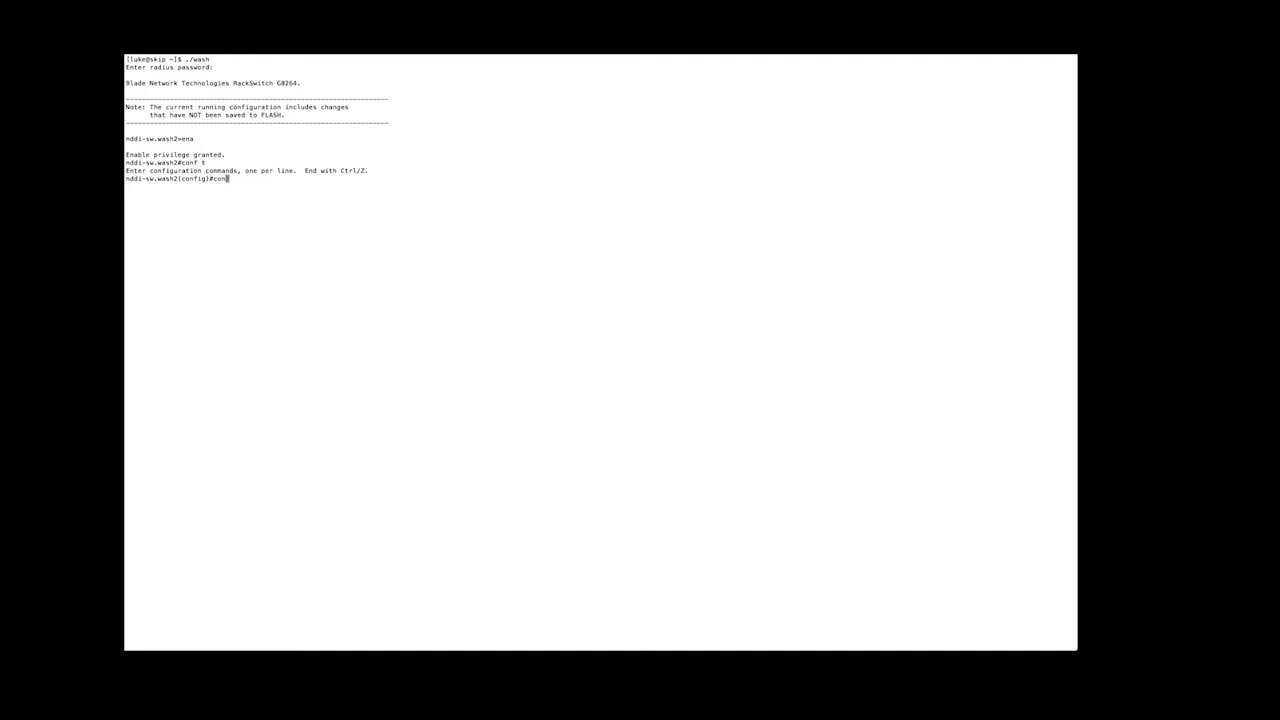 [luke@skip ~]$ ./wash
Enter radius password:
Blade Network Technologies RackSwitch G8264.
------------------------------------------------------------------
Note: The current running configuration includes changes
that have NOT been saved to FLASH.
------------------------------------------------------------------
nddi-sw.wash2>ena
Enable privilege granted.
nddi-sw.wash2#conf t
Enter configuration commands, one per line.  End with Ctrl/Z.
nddi-sw.wash2(config)#con